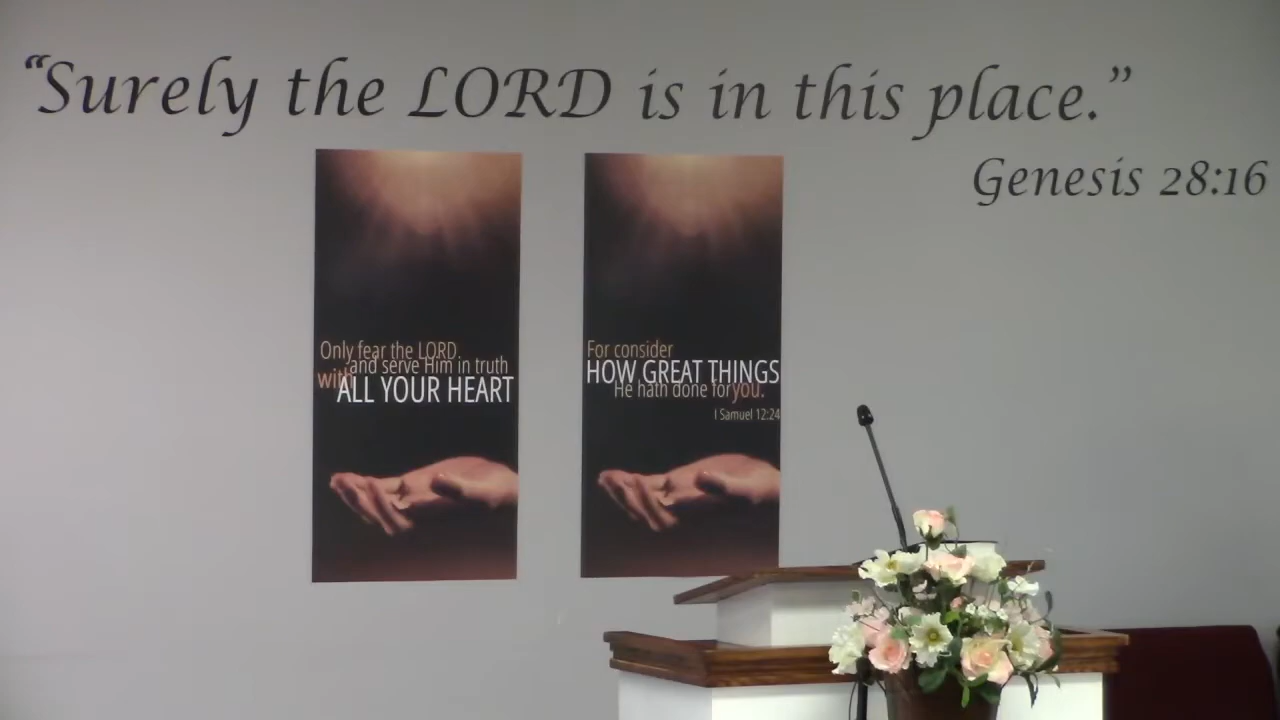 “Surely the LORD is in this place.”
Genesis 28:16
Only fear the LORD
and serve Him in truth
with
ALL YOUR HEART
For consider
HOW GREAT THINGS
He hath done for you.
I Samuel 12:24